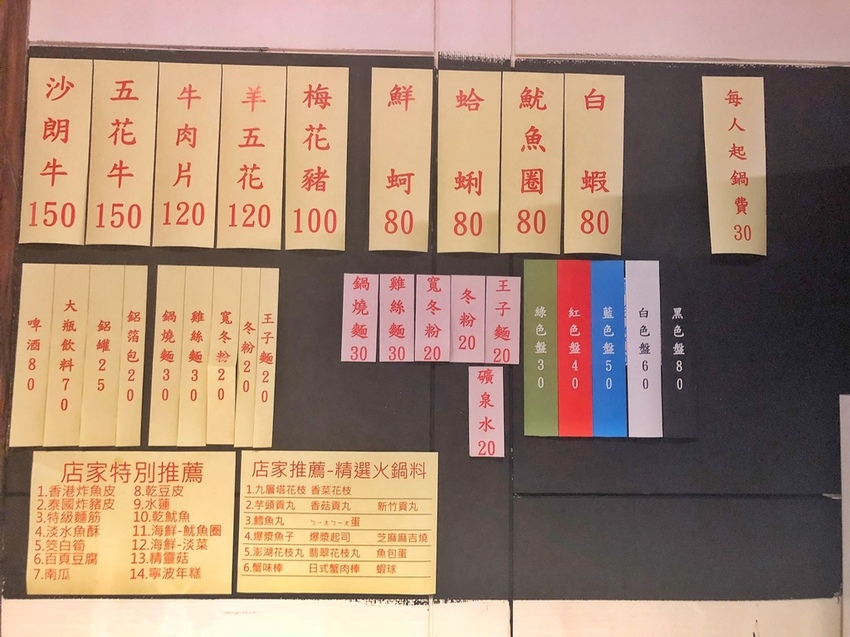 沙朗牛150
五花牛150
牛肉片120
羊五花120
梅花豬100
鮮蚵80
蛤蜊80
魷魚圈80
白蝦80
每人起鍋費30
啤酒80
大瓶飲料70
鋁罐25
鋁箔包20
鍋燒麵30
雞絲麵30
寬冬粉20
冬粉20
王子麵20
鍋燒麵30
雞絲麵30
寬冬粉20
冬粉20
王子麵20
礦泉水20
綠色盤30
紅色盤40
藍色盤50
白色盤60
黑色盤80
店家特別推薦
1.香港炸魚皮 8.乾豆皮
2.泰國炸豬皮 9.水蓮
3.特級麵筋 10.乾魷魚
4.淡水魚酥 11.海鮮-魷魚圈
5.筊白筍 12.海鮮-淡菜
6.百頁豆腐 13.精靈菇
7.南瓜 14.寧波年糕
店家推薦-精選火鍋料
1.九層塔花枝 香菜花枝
2.芋頭貢丸 香菇貢丸 新竹貢丸
3.鱈魚丸 ㄅㄧㄤˋㄅㄧㄤˋ蛋
4.爆漿魚子 爆漿起司 芝麻麻吉燒
5.澎湖花枝丸 翡翠花枝丸 魚包蛋
6.蟹味棒 日式蟹肉棒 蝦球